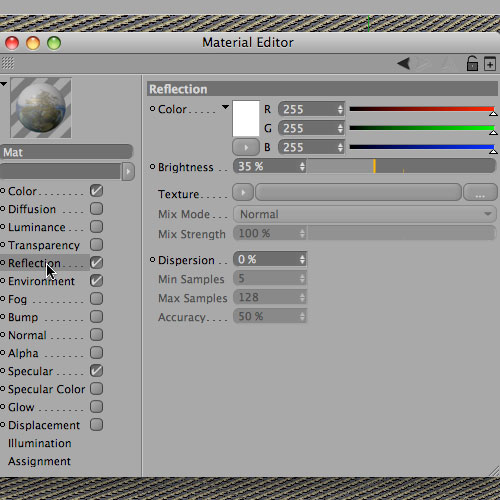 Material Editor
Reflection
Color..... R 255
G 255
B 255
Brightness .. 35 %
Texture.....
Mix Mode.. Normal
Mix Strength 100 %
Dispersion .. 0 %
Min Samples 5
Max Samples 128
Accuracy.... 50 %
Mat
Color.........
Diffusion ....
Luminance...
Transparency
Reflection....
Environment
Fog ..........
Bump ........
Normal ......
Alpha ........
Specular .....
Specular Color
Glow .........
Displacement
Illumination
Assignment